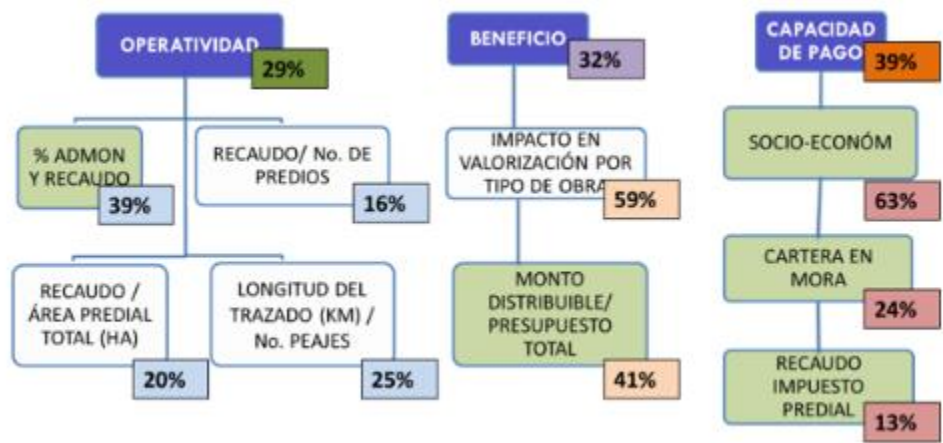 OPERATIVIDAD
29%
% ADMON
Y RECAUDO
39%
RECAUDO/ No. DE
PREDIOS
16%
RECAUDO /
ÁREA PREDIAL
TOTAL (HA)
20%
LONGITUD DEL
TRAZADO (KM) /
No. PEAJES
25%
BENEFICIO
32%
IMPACTO EN
VALORIZACIÓN POR
TIPO DE OBRA
59%
MONTO
DISTRIBUIBLE/
PRESUPUESTO
TOTAL
41%
CAPACIDAD
DE PAGO
39%
SOCIO-ECONÓM
63%
CARTERA EN
MORA
24%
RECAUDO
IMPUESTO
PREDIAL
13%